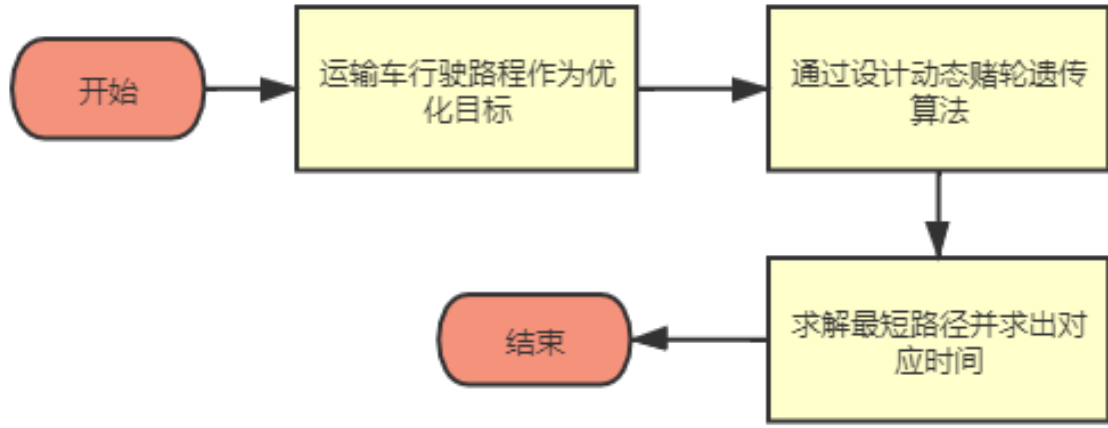 开始
运输车行驶路程作为优
化目标
通过设计动态赌轮遗传
算法
求解最短路径并求出对
应时间
结束